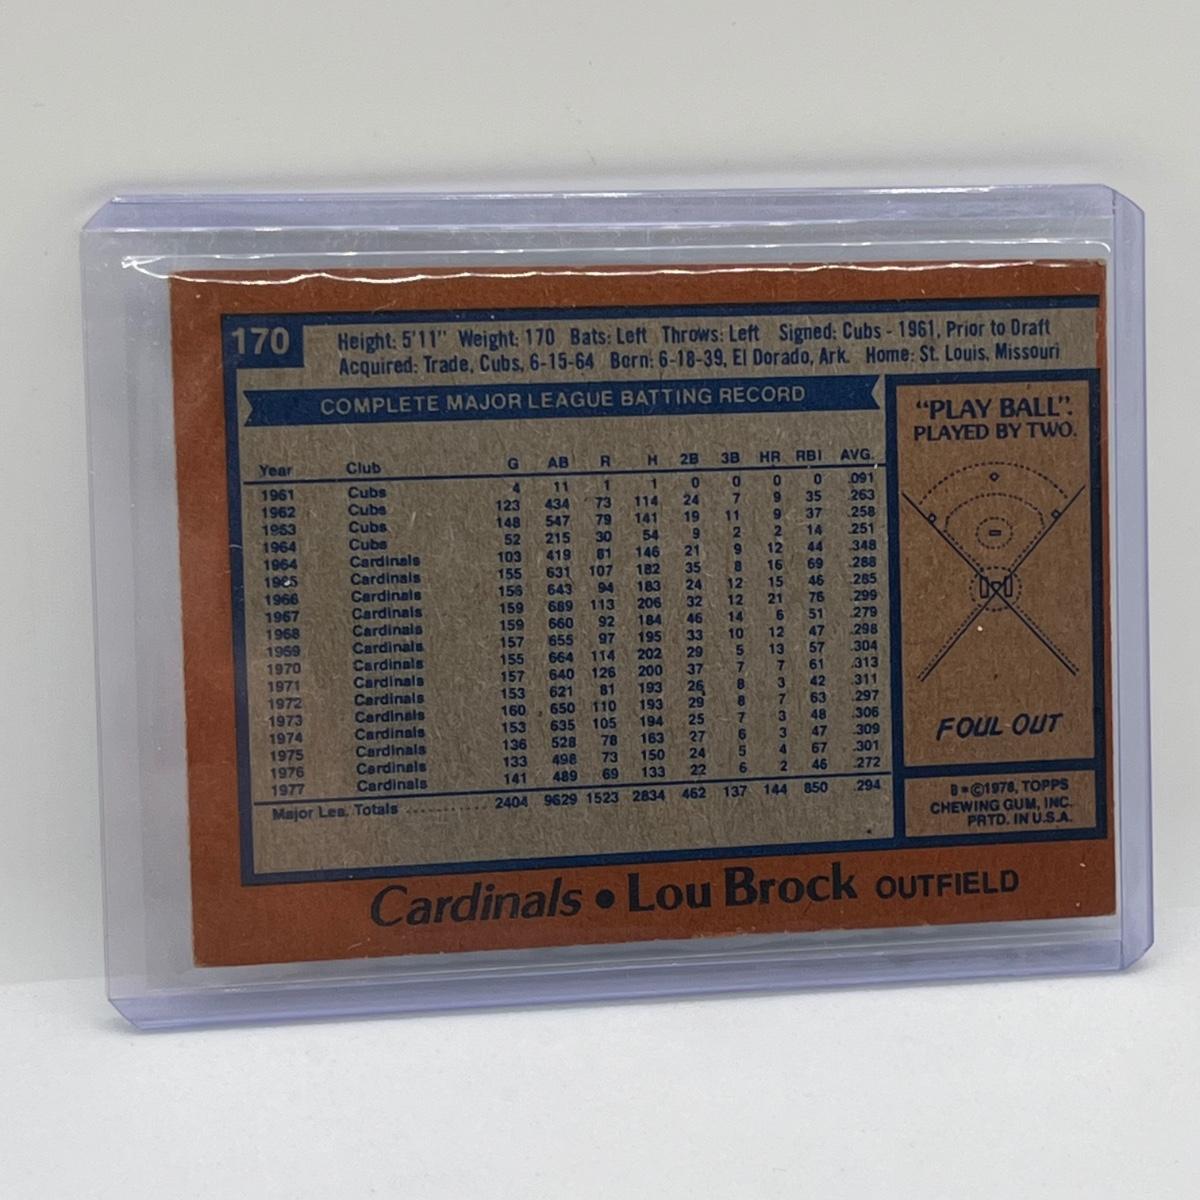 170
Height: 5'11" Weight: 170 Bats: Left Throws: Left Signed: Cubs - 1961, Prior to Draft
Acquired: Trade, Cubs, 6-15-64 Born: 6-18-39, El Dorado, Ark. Home: St. Louis, Missouri
COMPLETE MAJOR LEAGUE BATTING RECORD
Year Club G AB R H 2B 3B HR RBI AVG.
1961 Cubs 4 11 1 1 0 0 0 0 .091
1962 Cubs 123 434 73 114 24 7 9 35 .263
1963 Cubs 148 547 79 141 19 11 9 37 .258
1964 Cubs 52 215 30 54 9 2 2 14 .251
1964 Cardinals 103 419 81 146 21 9 12 44 .348
1965 Cardinals 155 631 107 182 35 8 16 69 .288
1966 Cardinals 156 643 94 183 24 12 15 46 .285
1967 Cardinals 159 689 113 206 32 12 21 76 .299
1968 Cardinals 159 660 92 184 46 14 6 51 .279
1969 Cardinals 157 655 97 195 33 10 12 47 .298
1970 Cardinals 155 664 114 202 29 5 13 57 .304
1971 Cardinals 157 640 126 200 37 7 7 61 .313
1972 Cardinals 153 621 81 193 26 8 3 42 .311
1973 Cardinals 160 650 110 193 29 8 7 63 .297
1974 Cardinals 153 635 105 194 25 7 3 48 .306
1975 Cardinals 136 528 78 163 27 6 3 47 .309
1976 Cardinals 133 498 73 150 24 5 4 67 .301
1977 Cardinals 141 489 69 133 22 6 2 46 .272
Major Lea. Totals .......... 2404 9629 1523 2834 462 137 144 850 .294
"PLAY BALL".
PLAYED BY TWO.
FOUL OUT
B * © 1978, TOPPS
CHEWING GUM, INC.
PRTD. IN U.S.A.
Cardinals • Lou Brock OUTFIELD